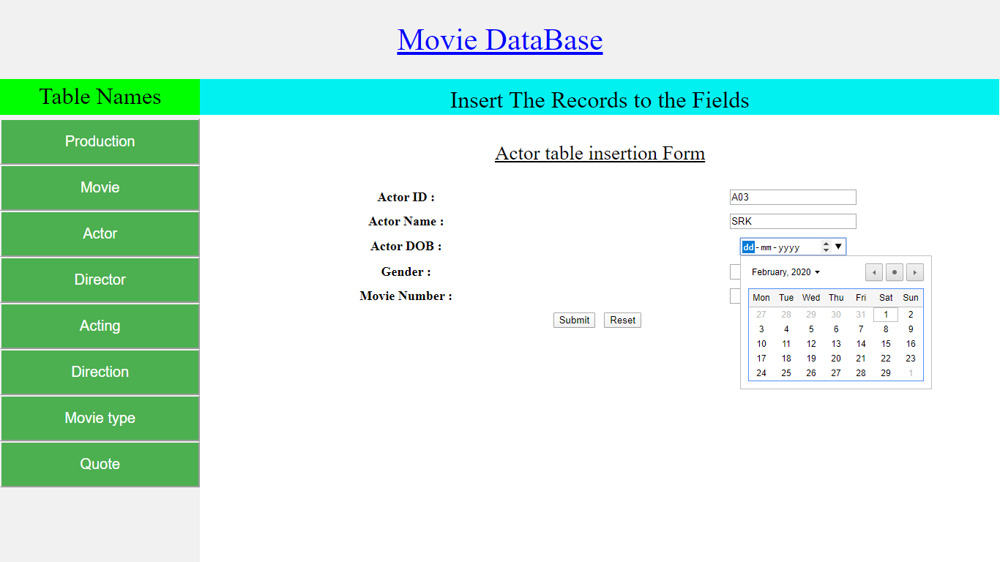 Movie DataBase
Table Names
Insert The Records to the Fields
Production
Movie
Actor
Director
Acting
Direction
Movie type
Quote
Actor table insertion Form
Actor ID : A03
Actor Name : SRK
Actor DOB : dd-mm-yyyy
Gender :
Movie Number :
Submit Reset
February, 2020
Mon Tue Wed Thu Fri Sat Sun
27 28 29 30 31 1 2
3 4 5 6 7 8 9
10 11 12 13 14 15 16
17 18 19 20 21 22 23
24 25 26 27 28 29 1